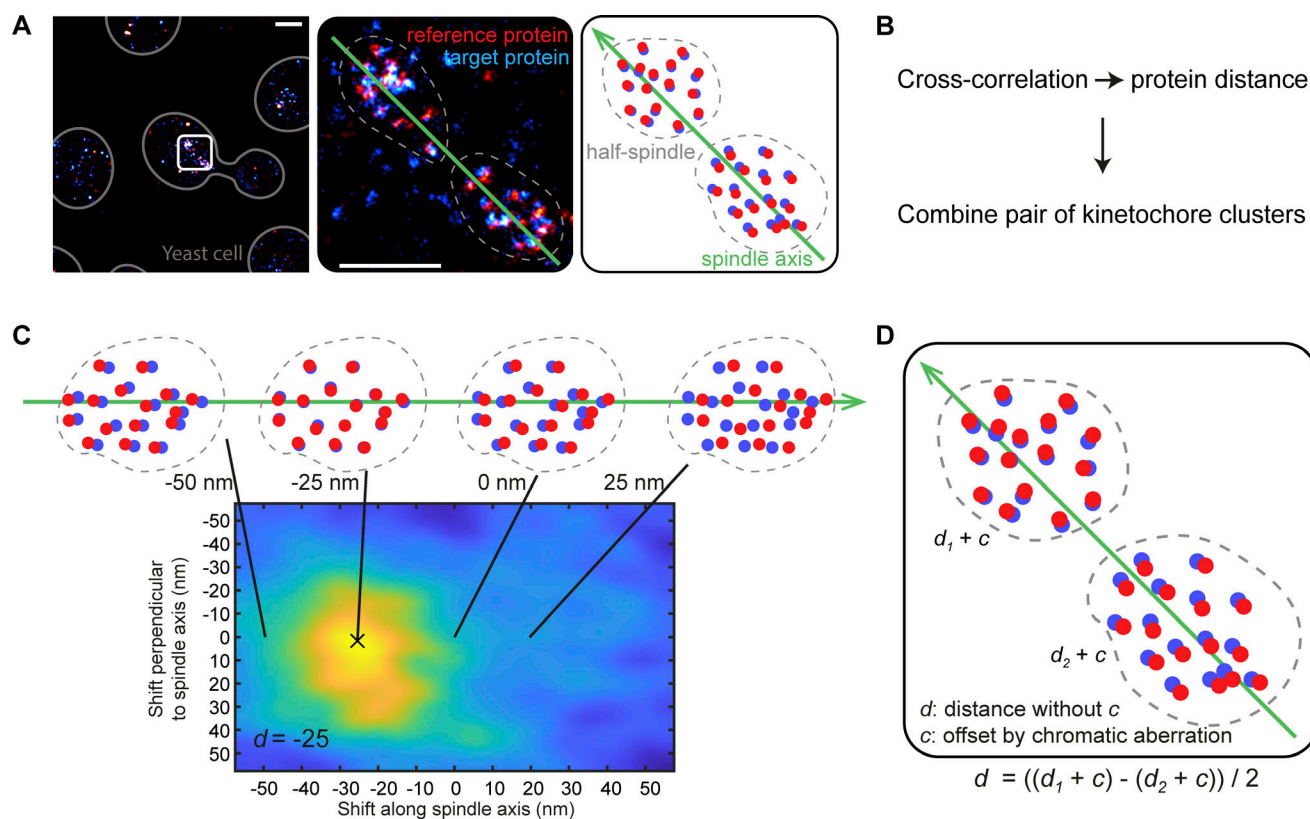 A
reference protein
target protein
Yeast cell
half-spindle
spindle axis
B
Cross-correlation → protein distance
Combine pair of kinetochore clusters
C
-50 nm
-25 nm
0 nm
25 nm
Shift perpendicular
to spindle axis (nm)
-50
-40
-30
-20
-10
0
10
20
30
40
50
d = -25
-50 -40 -30 -20 -10 0 10 20 30 40 50
Shift along spindle axis (nm)
D
d1 + c
d2 + c
d: distance without c
c: offset by chromatic aberration
d = ((d1 + c) - (d2 + c)) / 2